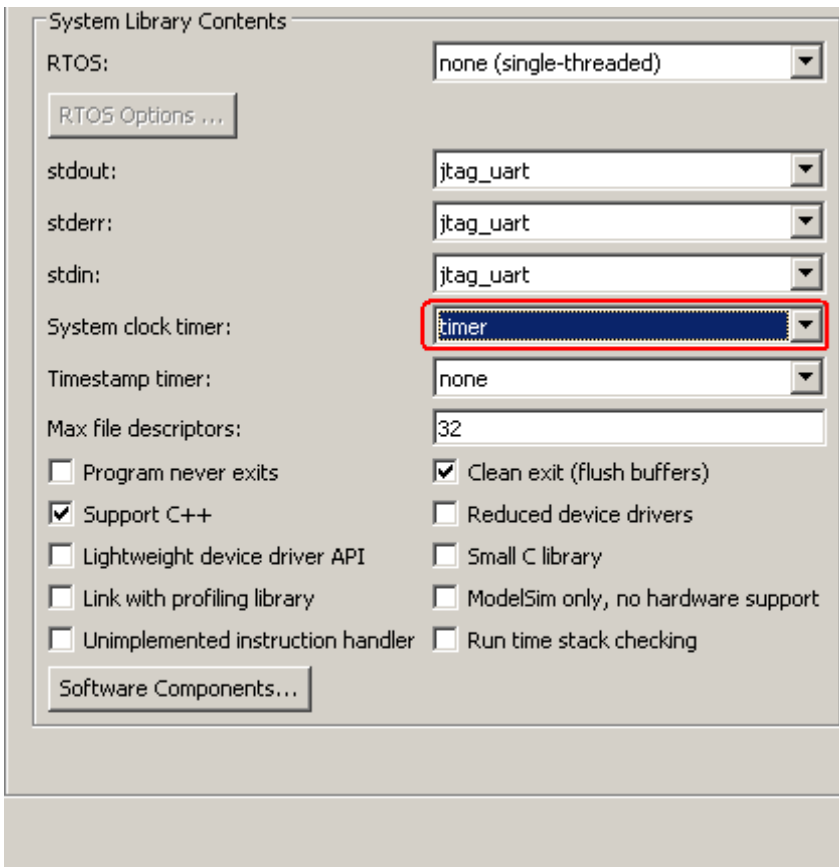 System Library Contents
RTOS: none (single-threaded)
RTOS Options ...
stdout: jtag_uart
stderr: jtag_uart
stdin: jtag_uart
System clock timer: timer
Timestamp timer: none
Max file descriptors: 32
Program never exits Clean exit (flush buffers)
Support C++ Reduced device drivers
Lightweight device driver API Small C library
Link with profiling library ModelSim only, no hardware support
Unimplemented instruction handler Run time stack checking
Software Components...